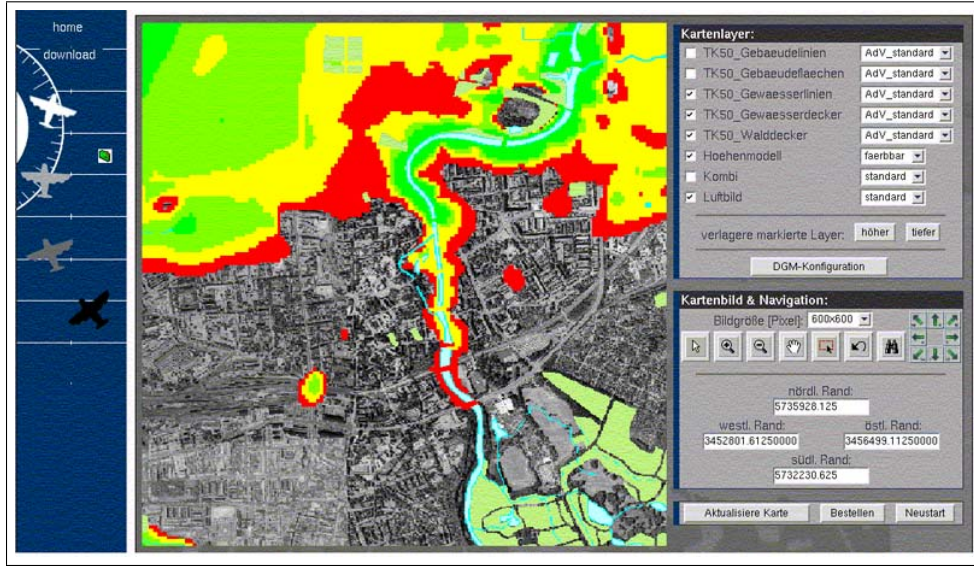 home
download
Kartenlayer:
TK50_Gebaeudelinien AdV_standard
TK50_Gebaeudeflaechen AdV_standard
TK50_Gewaesserlinien AdV_standard
TK50_Gewaesserdecker AdV_standard
TK50_Walddecker AdV_standard
Hoehenmodell faerbbar
Kombi standard
Luftbild standard
verlagere markierte Layer: höher tiefer
DGM-Konfiguration
Kartenbild & Navigation:
Bildgröße [Pixel]: 600x600
nördl. Rand:
5735928.125
westl. Rand: östl. Rand:
3452801.61250000 3456499.11250000
südl. Rand:
5732230.625
Aktualisiere Karte Bestellen Neustart